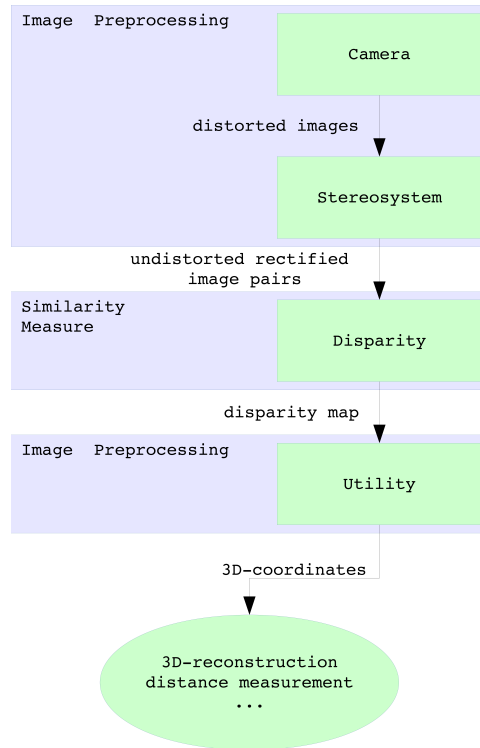 Image  Preprocessing
Camera
distorted images
Stereosystem
undistorted rectified
image pairs
Similarity
Measure
Disparity
disparity map
Image  Preprocessing
Utility
3D-coordinates
3D-reconstruction
distance measurement
...